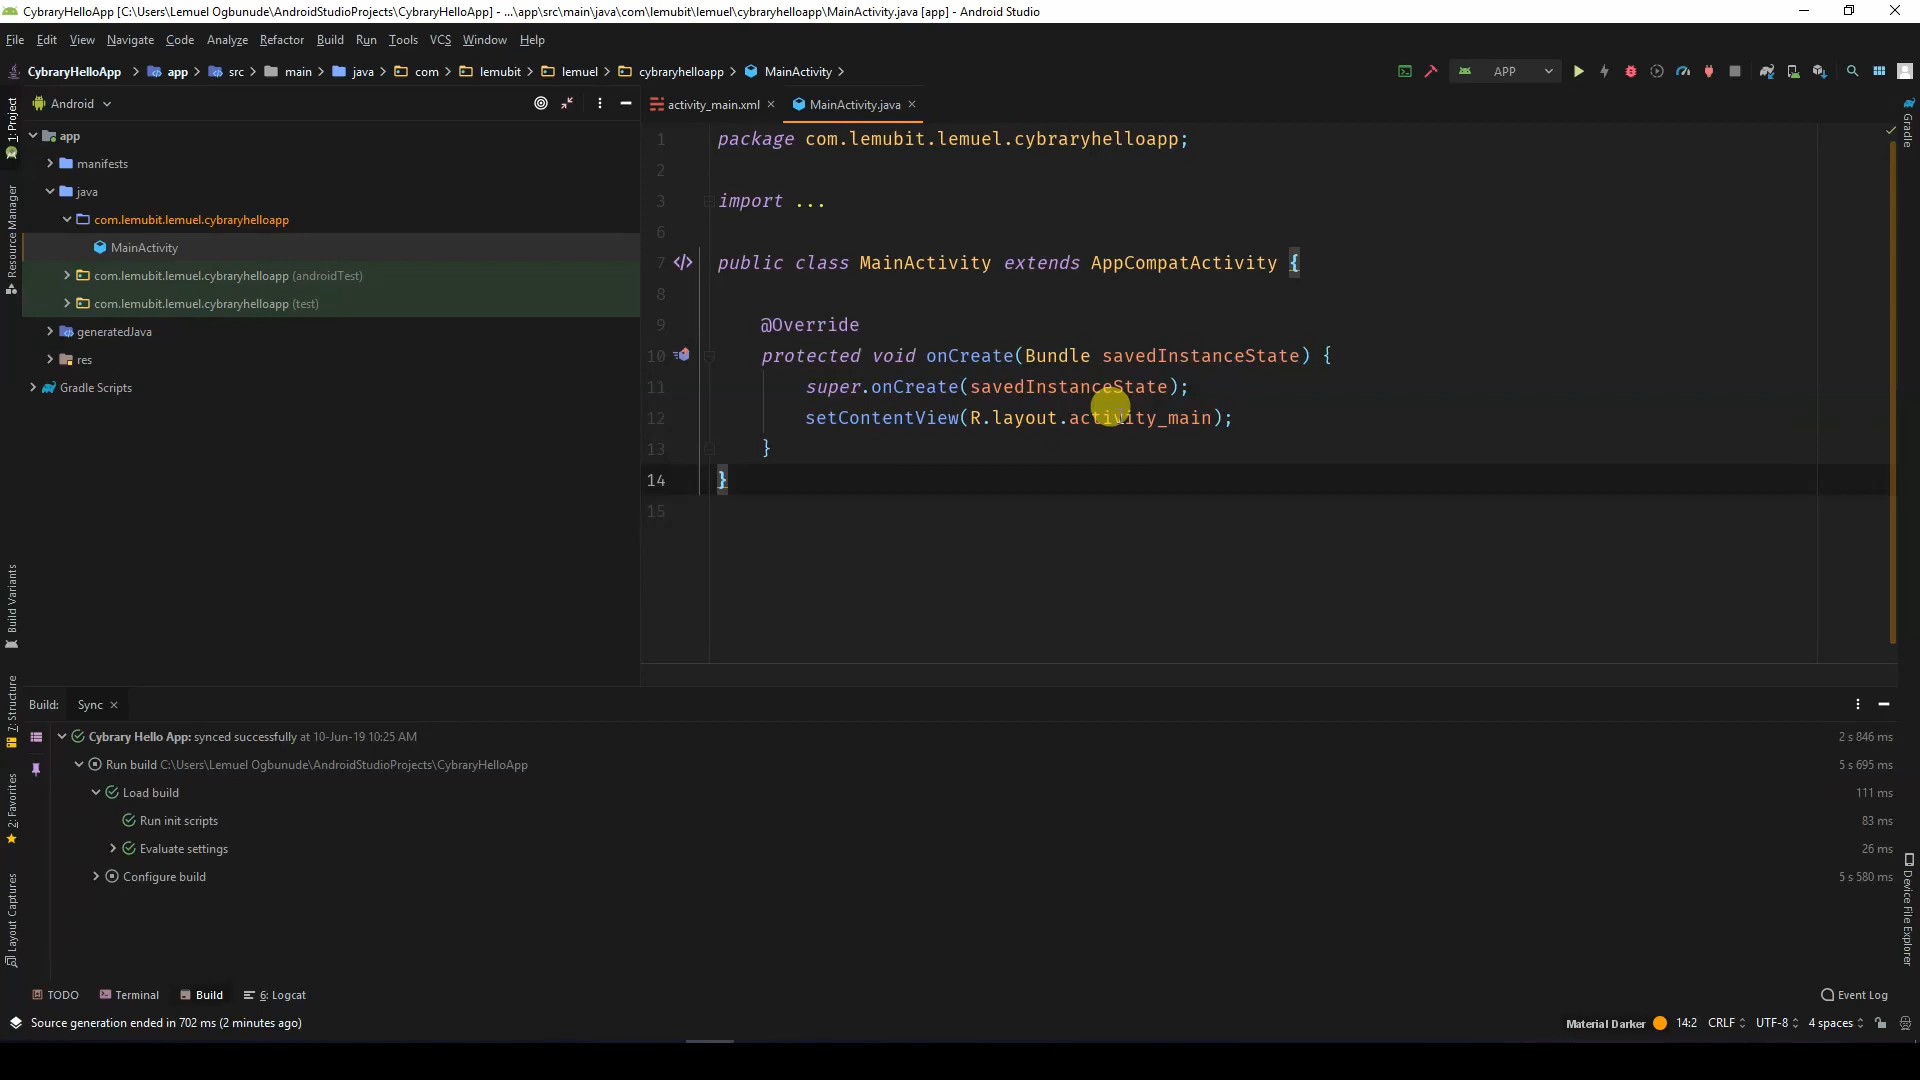 CybraryHelloApp [C:\Users\Lemuel Ogbunude\AndroidStudioProjects\CybraryHelloApp] - ...\app\src\main\java\com\lemubit\lemuel\cybraryhelloapp\MainActivity.java [app] - Android Studio
File Edit View Navigate Code Analyze Refactor Build Run Tools VCS Window Help
CybraryHelloApp app src main java com lemubit lemuel cybraryhelloapp MainActivity APP
Android
activity_main.xml MainActivity.java
1: Project
Resource Manager
Build Variants
7: Structure
2: Favorites
Layout Captures
app
manifests
java
com.lemubit.lemuel.cybraryhelloapp
MainActivity
com.lemubit.lemuel.cybraryhelloapp (androidTest)
com.lemubit.lemuel.cybraryhelloapp (test)
generatedJava
res
Gradle Scripts
1 package com.lemubit.lemuel.cybraryhelloapp;
2
3 import ...
6
7 public class MainActivity extends AppCompatActivity {
8
9 @Override
10 protected void onCreate(Bundle savedInstanceState) {
11 super.onCreate(savedInstanceState);
12 setContentView(R.layout.activity_main);
13 }
14 }
15
Gradle
Device File Explorer
Build: Sync
Cybrary Hello App: synced successfully at 10-Jun-19 10:25 AM 2 s 846 ms
Run build C:\Users\Lemuel Ogbunude\AndroidStudioProjects\CybraryHelloApp 5 s 695 ms
Load build 111 ms
Run init scripts 83 ms
Evaluate settings 26 ms
Configure build 5 s 580 ms
TODO Terminal Build 6: Logcat Event Log
Source generation ended in 702 ms (2 minutes ago) Material Darker 14:2 CRLF UTF-8 4 spaces